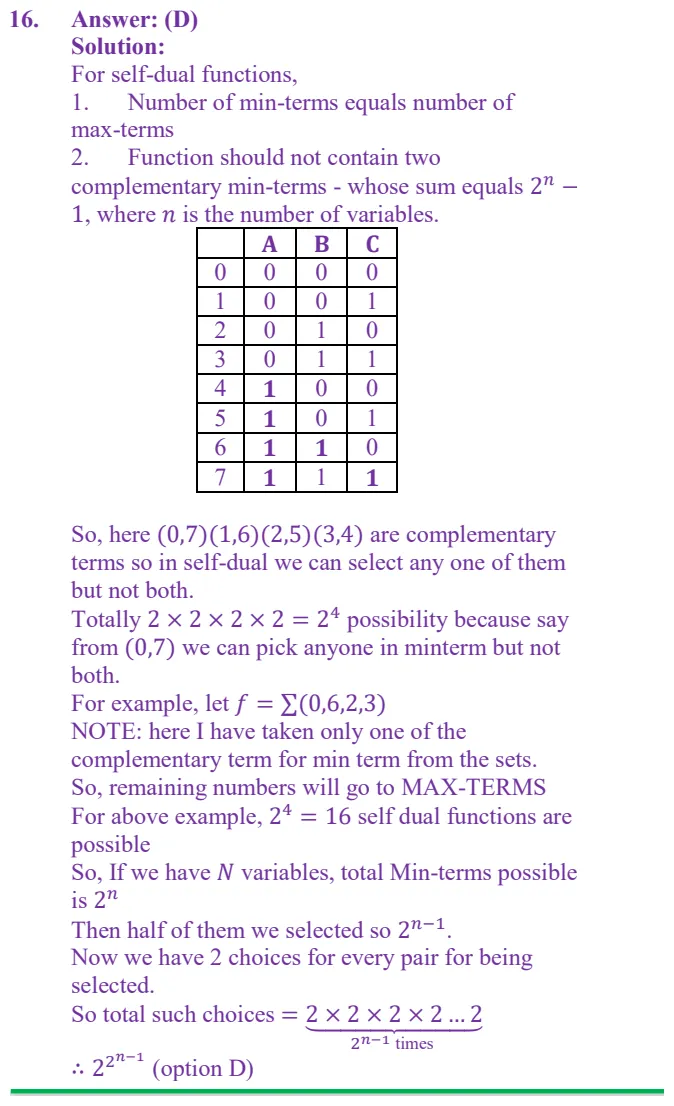 16. Answer: (D)
Solution:
For self-dual functions,
1. Number of min-terms equals number of
max-terms
2. Function should not contain two
complementary min-terms - whose sum equals 2ⁿ −
1, where n is the number of variables.
A B C
0 0 0 0
1 0 0 1
2 0 1 0
3 0 1 1
4 1 0 0
5 1 0 1
6 1 1 0
7 1 1 1
So, here (0,7)(1,6)(2,5)(3,4) are complementary
terms so in self-dual we can select any one of them
but not both.
Totally 2 × 2 × 2 × 2 = 2⁴ possibility because say
from (0,7) we can pick anyone in minterm but not
both.
For example, let f = ∑(0,6,2,3)
NOTE: here I have taken only one of the
complementary term for min term from the sets.
So, remaining numbers will go to MAX-TERMS
For above example, 2⁴ = 16 self dual functions are
possible
So, If we have N variables, total Min-terms possible
is 2ⁿ
Then half of them we selected so 2ⁿ⁻¹.
Now we have 2 choices for every pair for being
selected.
So total such choices = 2 × 2 × 2 × 2 … 2
2ⁿ⁻¹ times
∴ 2^2ⁿ⁻¹ (option D)